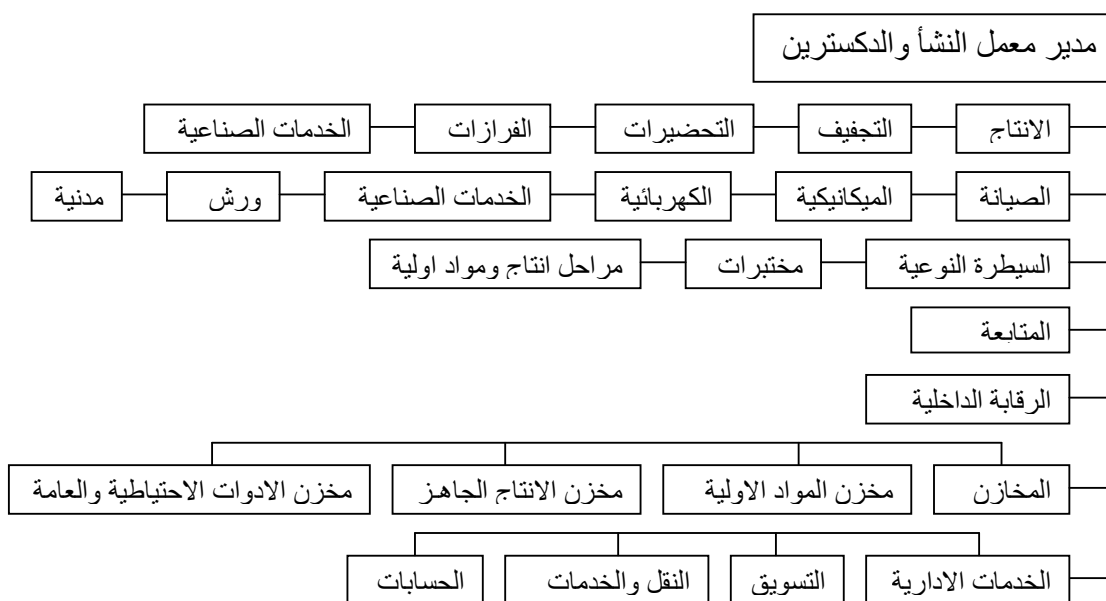 مدير معمل النشأ والدكسترين
الانتاج التجفيف التحضيرات الفرازات الخدمات الصناعية
الصيانة الميكانيكية الكهربائية الخدمات الصناعية ورش مدنية
السيطرة النوعية مختبرات مراحل انتاج ومواد اولية
المتابعة
الرقابة الداخلية
المخازن مخزن المواد الاولية مخزن الانتاج الجاهز مخزن الادوات الاحتياطية والعامة
الخدمات الادارية التسويق النقل والخدمات الحسابات